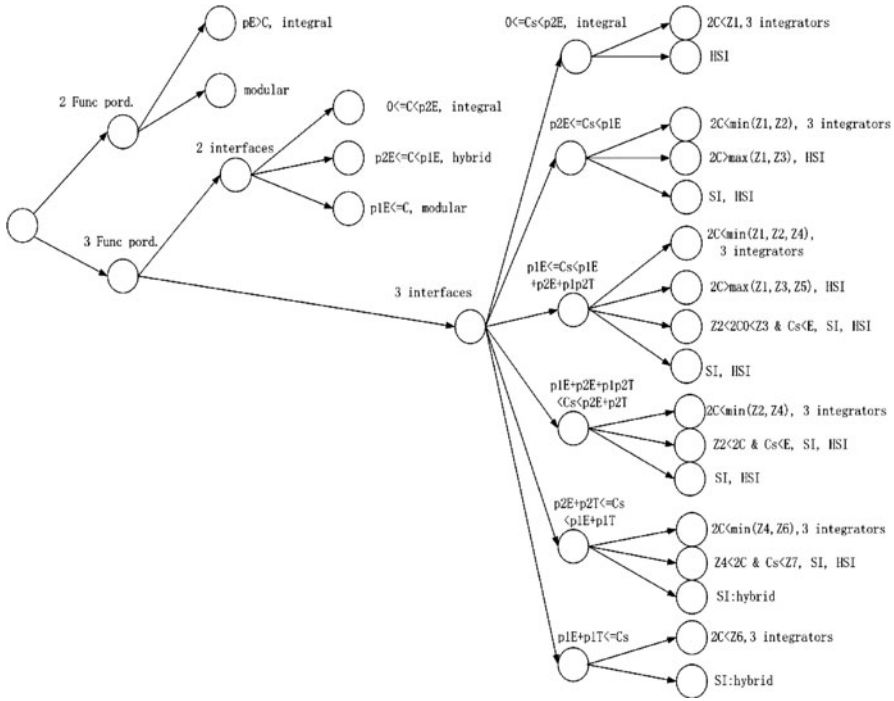 pE>C, integral
2 Func pord.
modular
0<=C<p2E, integral
2 interfaces
p2E<=C<p1E, hybrid
p1E<=C, modular
3 Func pord.
3 interfaces
0<=Cs<p2E, integral
2C<Z1,3 integrators
HSI
p2E<=Cs<p1E
2C<min(Z1,Z2), 3 integrators
2C>max(Z1,Z3), HSI
SI, HSI
p1E<=Cs<p1E
+p2E+p1p2T
2C<min(Z1,Z2,Z4),
3 integrators
2C>max(Z1,Z3,Z5), HSI
Z2<2C0<Z3 & Cs<E, SI, HSI
SI, HSI
p1E+p2E+p1p2T
<Cs<p2E+p2T
2C<min(Z2,Z4), 3 integrators
Z2<2C & Cs<E, SI, HSI
SI, HSI
p2E+p2T<=Cs
<p1E+p1T
2C<min(Z4,Z6),3 integrators
Z4<2C & Cs<Z7, SI, HSI
SI:hybrid
p1E+p1T<=Cs
2C<Z6,3 integrators
SI:hybrid